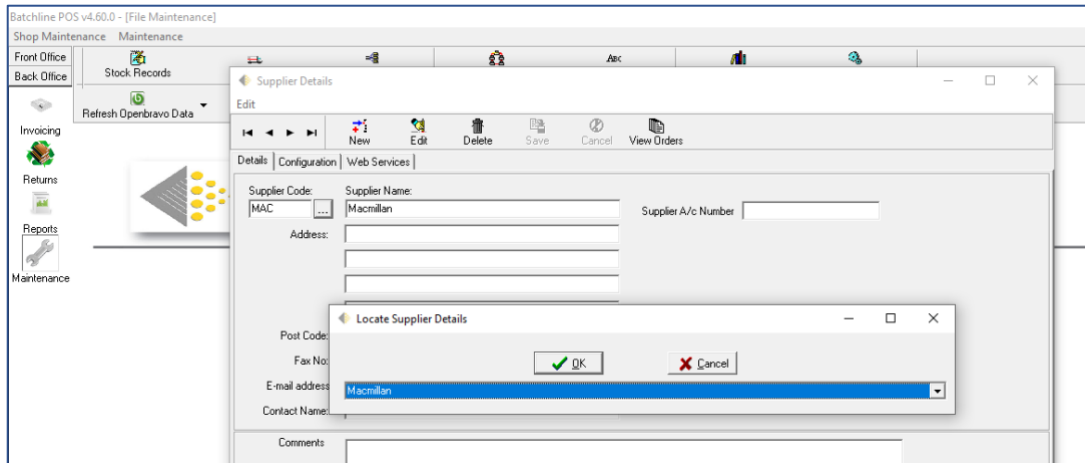 Batchline POS v4.60.0 - [File Maintenance]
Shop Maintenance Maintenance
Front Office
Back Office
Stock Records
ABC
Refresh Openbravo Data
Invoicing
Returns
Reports
Maintenance
Supplier Details
Edit
New Edit Delete Save Cancel View Orders
Details Configuration Web Services
Supplier Code: Supplier Name:
MAC ... Macmillan Supplier A/c Number
Address:
Post Code:
Fax No:
E-mail address
Contact Name:
Comments
Locate Supplier Details
OK Cancel
Macmillan